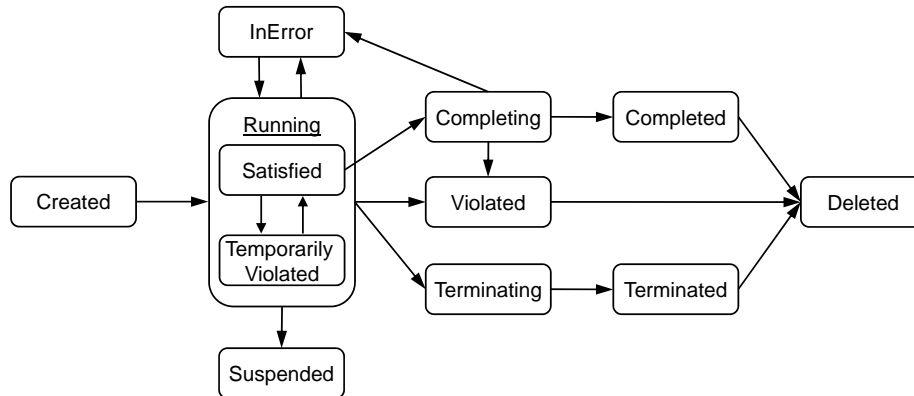 InError
Running
Completing
Completed
Satisfied
Created
Violated
Deleted
Temporarily
Violated
Terminating
Terminated
Suspended